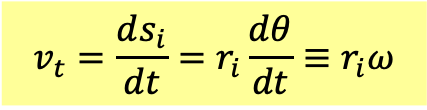 v_t = ds_i/dt = r_i dθ/dt ≡ r_i ω